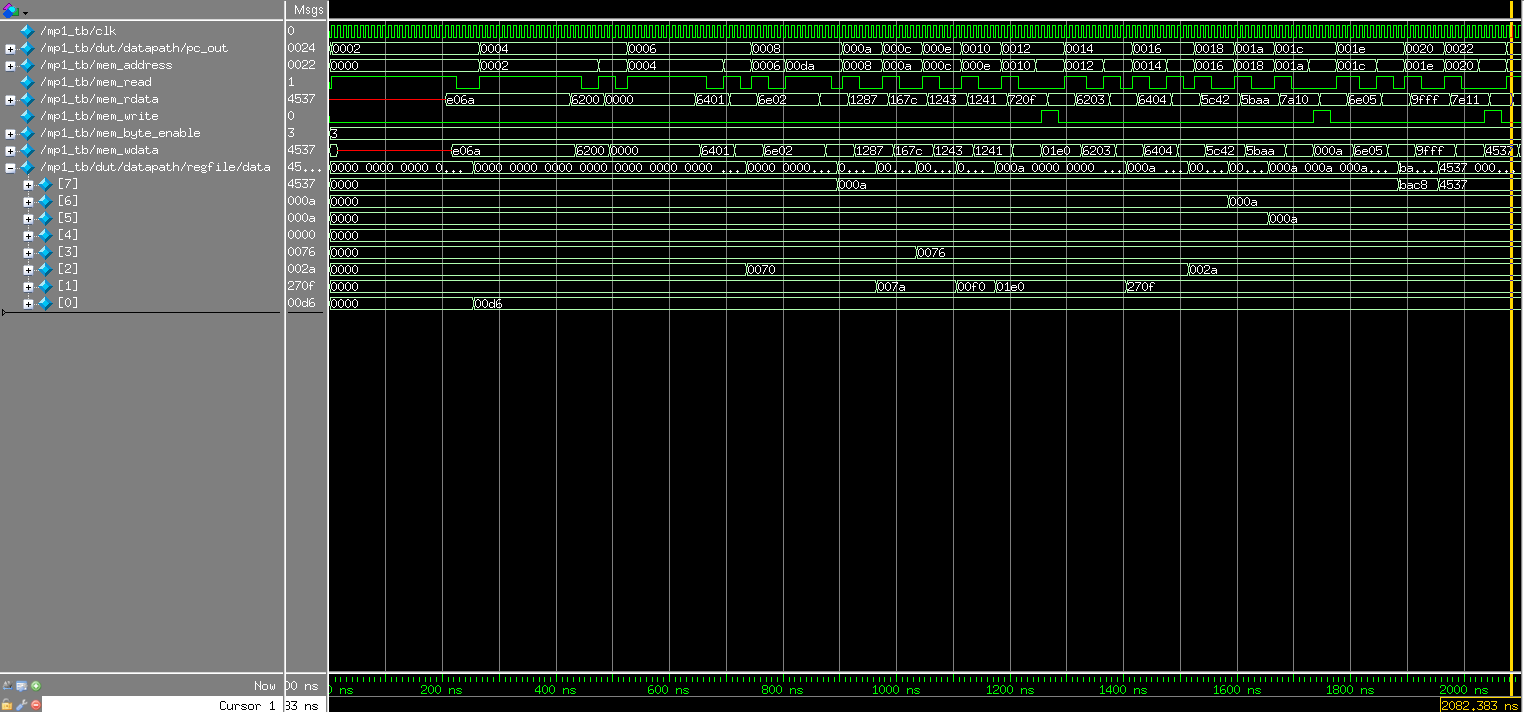 Msgs
/mp1_tb/clk 0
/mp1_tb/dut/datapath/pc_out 0024 0002 0004 0006 0008 000a 000c 000e 0010 0012 0014 0016 0018 001a 001c 001e 0020 0022
/mp1_tb/mem_address 0022 0000 0002 0004 0006 00da 0008 000a 000c 000e 0010 0012 0014 0016 0018 001a 001c 001e 0020
/mp1_tb/mem_read 1
/mp1_tb/mem_rdata 4537 e06a 6200 0000 6401 6e02 1287 167c 1243 1241 720f 6203 6404 5c42 5baa 7a10 6e05 9fff 7e11
/mp1_tb/mem_write 0
/mp1_tb/mem_byte_enable 3 3
/mp1_tb/mem_wdata 4537 e06a 6200 0000 6401 6e02 1287 167c 1243 1241 01e0 6203 6404 5c42 5baa 000a 6e05 9fff 4537
/mp1_tb/dut/datapath/regfile/data 45... 0000 0000 0000 0... 0000 0000 0000 0000 0000 0000 ... 0000 0000... 0... 00... 00... 0... 000a 0000 0000 0000 ... 000a ... 00... 00... 000a 000a 000a... ba... 4537 000...
[7] 4537 0000 000a bac8 4537
[6] 000a 0000 000a
[5] 000a 0000 000a
[4] 0000 0000
[3] 0076 0000 0076
[2] 002a 0000 0070 002a
[1] 270f 0000 007a 00f0 01e0 270f
[0] 00d6 0000 00d6
Now 00 ns ns 200 ns 400 ns 600 ns 800 ns 1000 ns 1200 ns 1400 ns 1600 ns 1800 ns 2000 ns
Cursor 1 83 ns 2082.383 ns